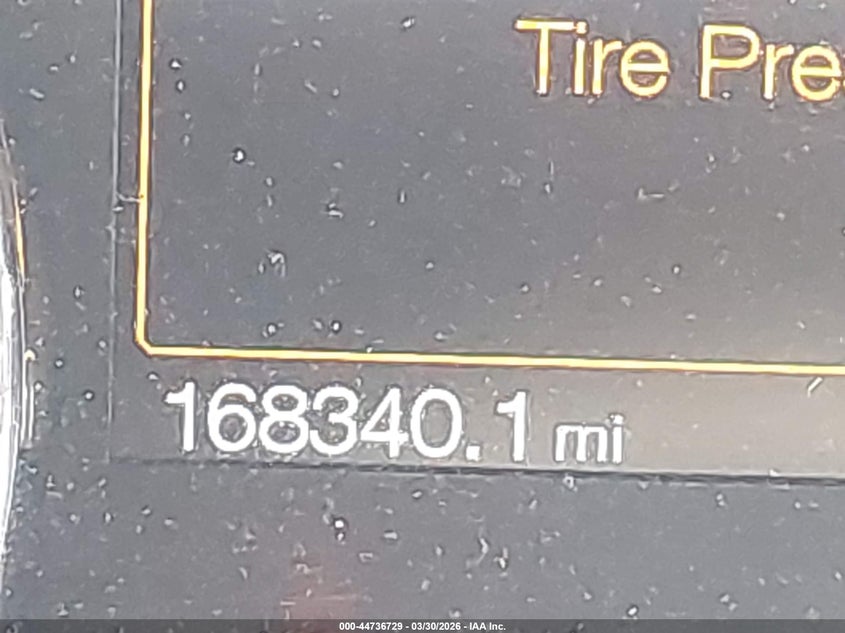 Tire Pre
168340.1 mi
000-44736729 - 03/30/2026 - IAA Inc.